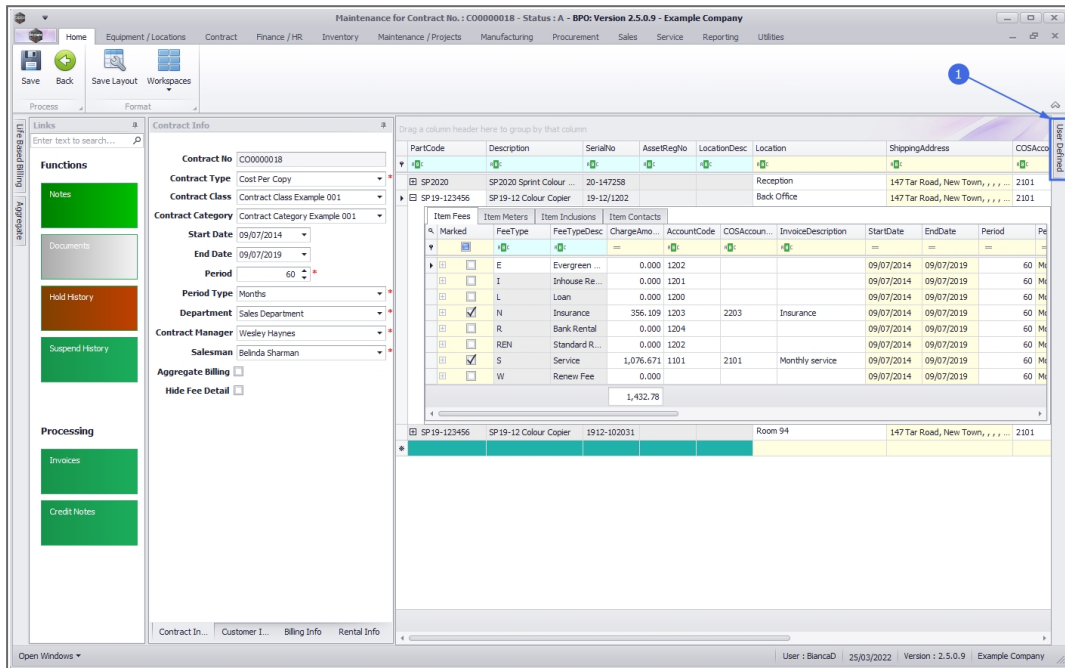 Maintenance for Contract No. : CO0000018 - Status : A - BPO: Version 2.5.0.9 - Example Company
Home Equipment / Locations Contract Finance / HR Inventory Maintenance / Projects Manufacturing Procurement Sales Service Reporting Utilities
Save Back Save Layout Workspaces
Process Format
1
Life Based Billing
Aggregate
Links
Enter text to search...
Functions
Notes
Documents
Hold History
Suspend History
Processing
Invoices
Credit Notes
Contract Info
Contract No CO0000018
Contract Type Cost Per Copy *
Contract Class Contract Class Example 001
Contract Category Contract Category Example 001
Start Date 09/07/2014
End Date 09/07/2019
Period 60 *
Period Type Months *
Department Sales Department *
Contract Manager Wesley Haynes *
Salesman Belinda Sharman *
Aggregate Billing
Hide Fee Detail
Contract In... Customer I... Billing Info Rental Info
Drag a column header here to group by that column
PartCode Description SerialNo AssetRegNo LocationDesc Location ShippingAddress COSAcco
SP2020 SP2020 Sprint Colour ... 20-147258 Reception 147 Tar Road, New Town, , , , ... 2101
SP19-123456 SP19-12 Colour Copier 19-12/1202 Back Office 147 Tar Road, New Town, , , , ... 2101
Item Fees Item Meters Item Inclusions Item Contacts
Marked FeeType FeeTypeDesc ChargeAmo... AccountCode COSAccoun... InvoiceDescription StartDate EndDate Period Pe
E Evergreen ... 0.000 1202 09/07/2014 09/07/2019 60 Mo
I Inhouse Re... 0.000 1201 09/07/2014 09/07/2019 60 Mo
L Loan 0.000 1200 09/07/2014 09/07/2019 60 Mo
N Insurance 356.109 1203 2203 Insurance 09/07/2014 09/07/2019 60 Mo
R Bank Rental 0.000 1204 09/07/2014 09/07/2019 60 Mo
REN Standard R... 0.000 1202 09/07/2014 09/07/2019 60 Mo
S Service 1,076.671 1101 2101 Monthly service 09/07/2014 09/07/2019 60 Mo
W Renew Fee 0.000 09/07/2014 09/07/2019 60 Mo
1,432.78
SP19-123456 SP19-12 Colour Copier 1912-102031 Room 94 147 Tar Road, New Town, , , , ... 2101
User Defined
Open Windows User : BiancaD 25/03/2022 Version : 2.5.0.9 Example Company